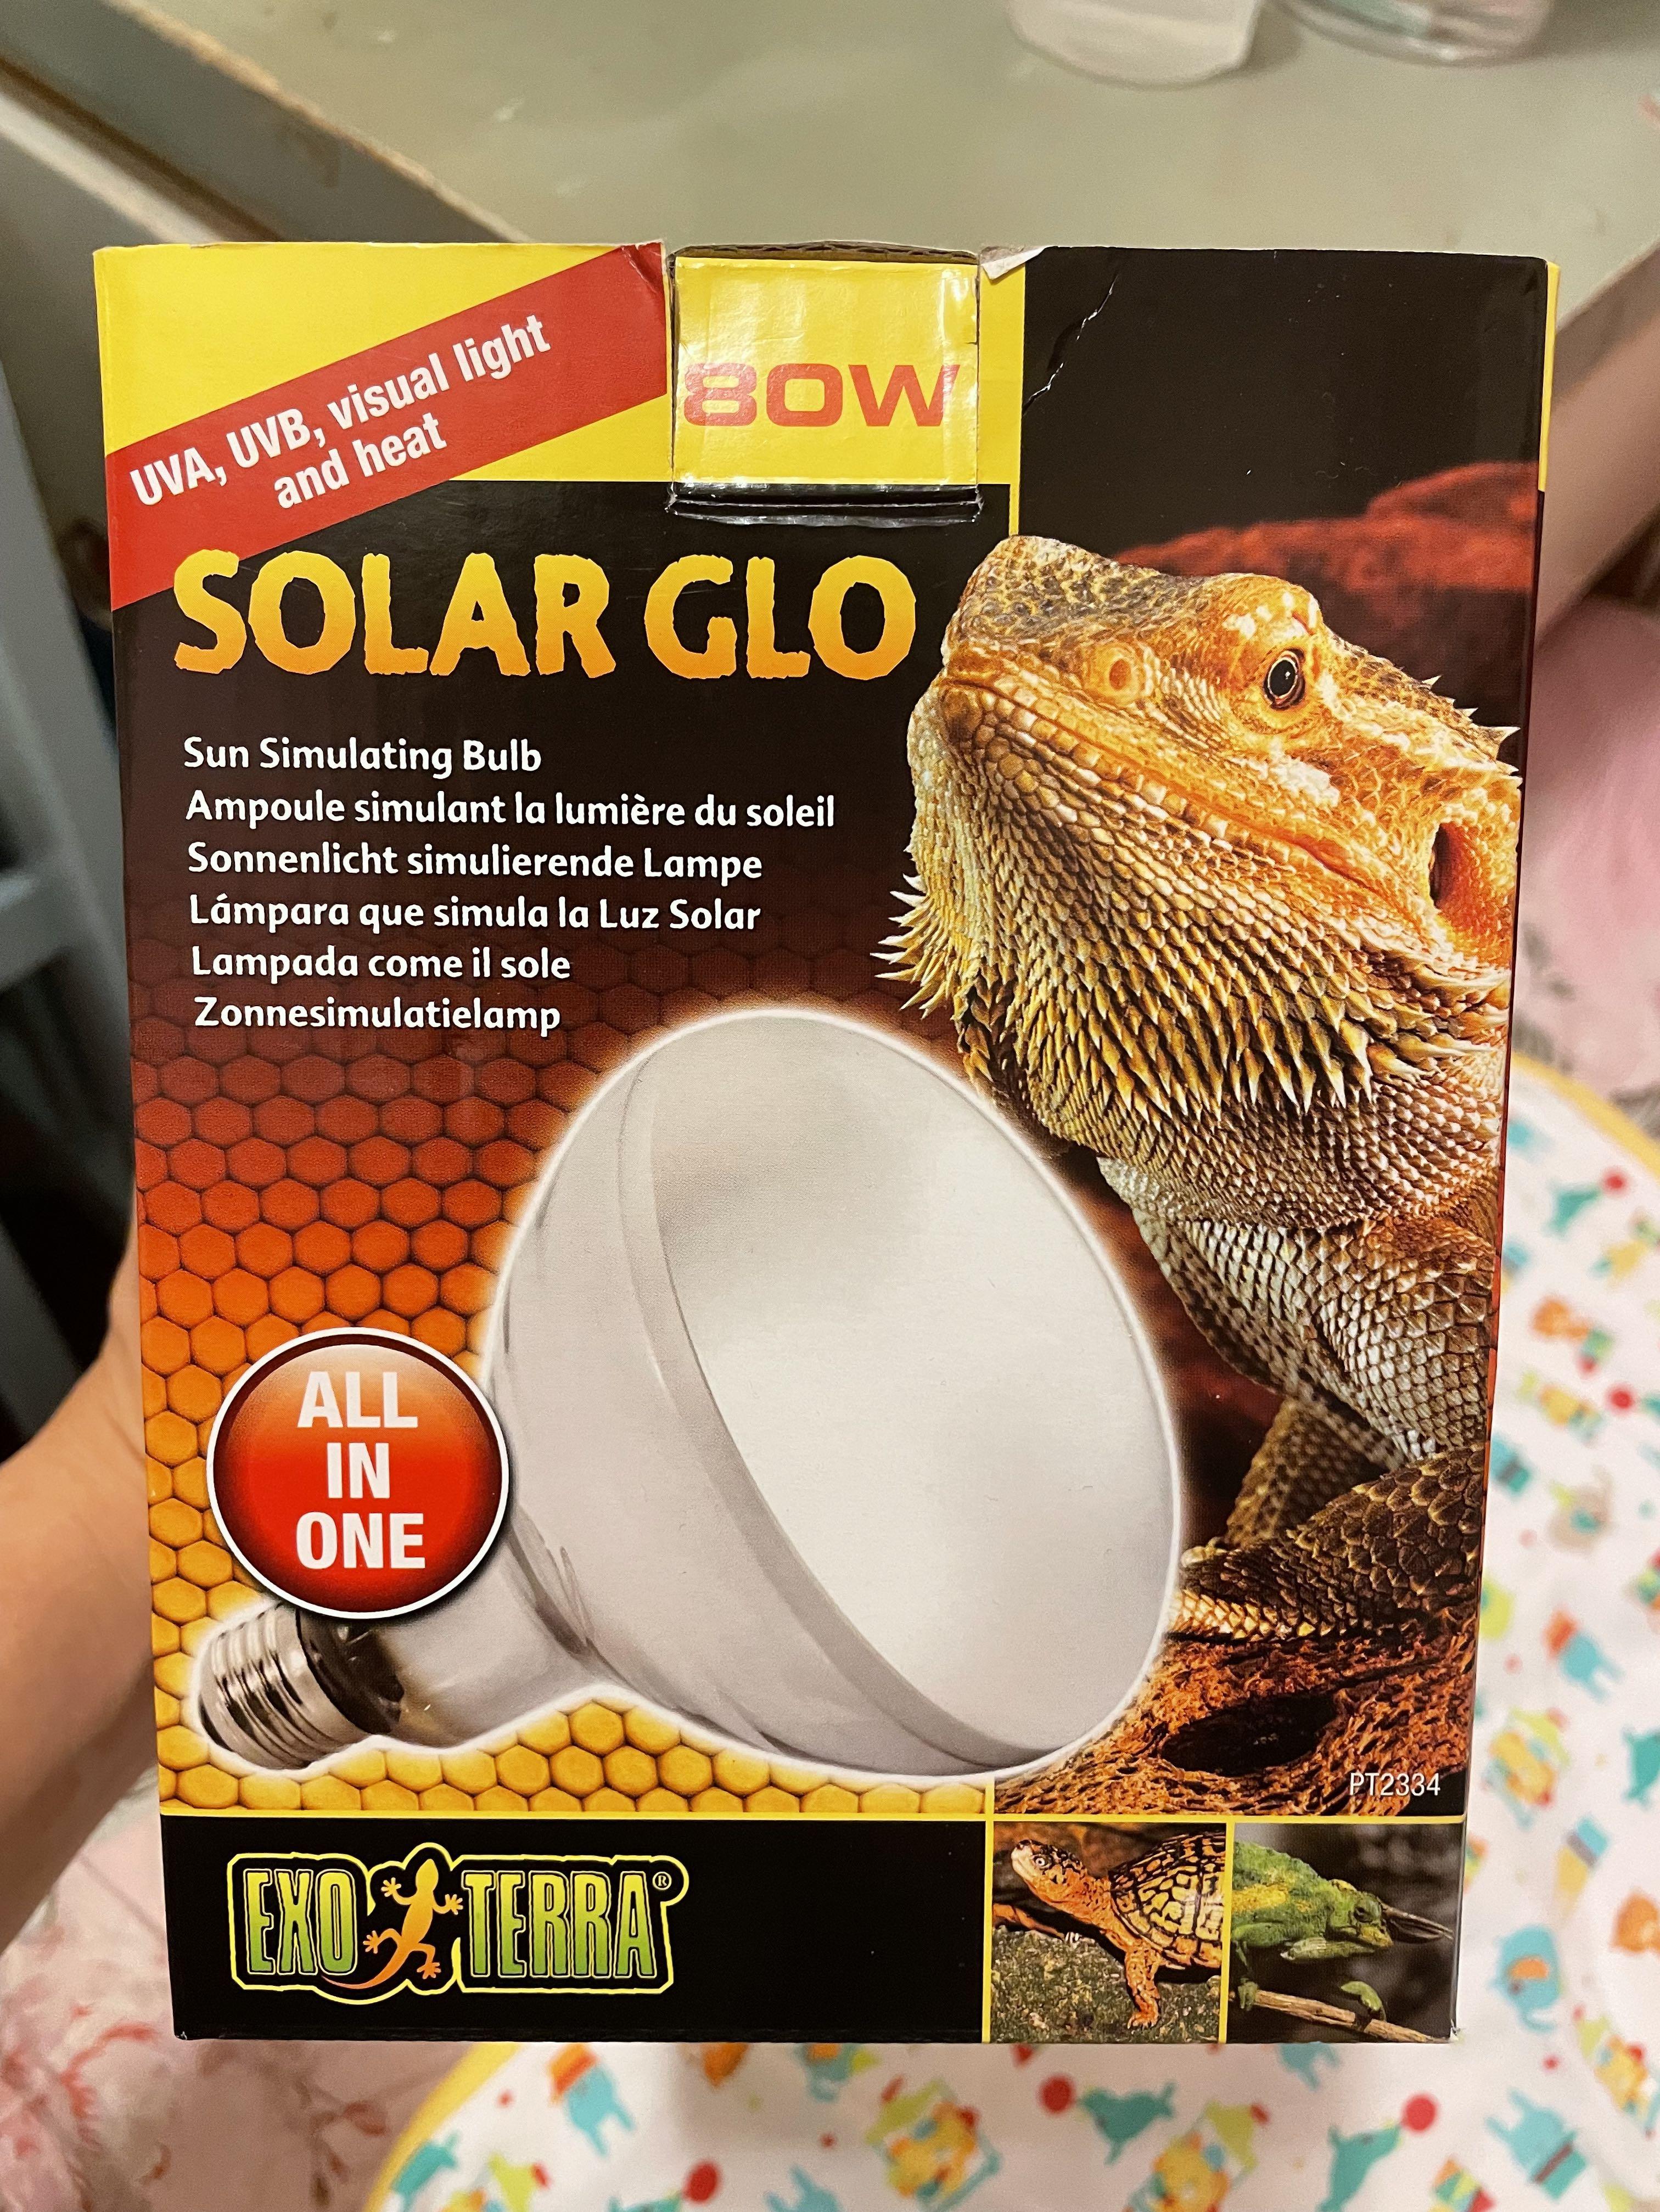 UVA, UVB, visual light
and heat
80W
SOLAR GLO
Sun Simulating Bulb
Ampoule simulant la lumière du soleil
Sonnenlicht simulierende Lampe
Lámpara que simula la Luz Solar
Lampada come il sole
Zonnesimulatielamp
ALL
IN
ONE
PT2334
EXO TERRA®